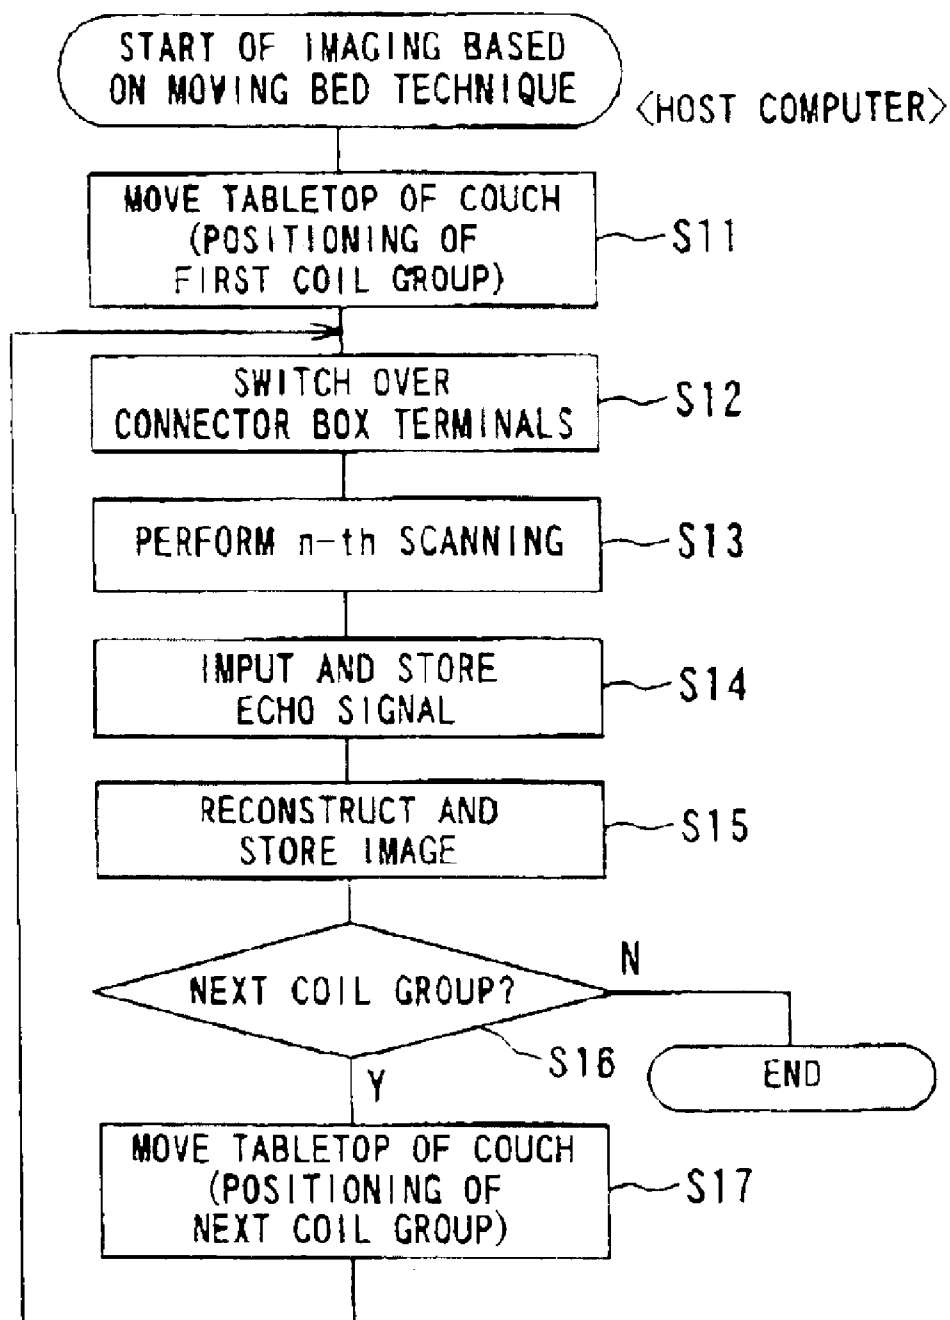 START OF IMAGING BASED
ON MOVING BED TECHNIQUE
<HOST COMPUTER>
MOVE TABLETOP OF COUCH
(POSITIONING OF
FIRST COIL GROUP)
S11
SWITCH OVER
CONNECTOR BOX TERMINALS
S12
PERFORM n-th SCANNING
S13
IMPUT AND STORE
ECHO SIGNAL
S14
RECONSTRUCT AND
STORE IMAGE
S15
NEXT COIL GROUP?
N
S16
END
Y
MOVE TABLETOP OF COUCH
(POSITIONING OF
NEXT COIL GROUP)
S17